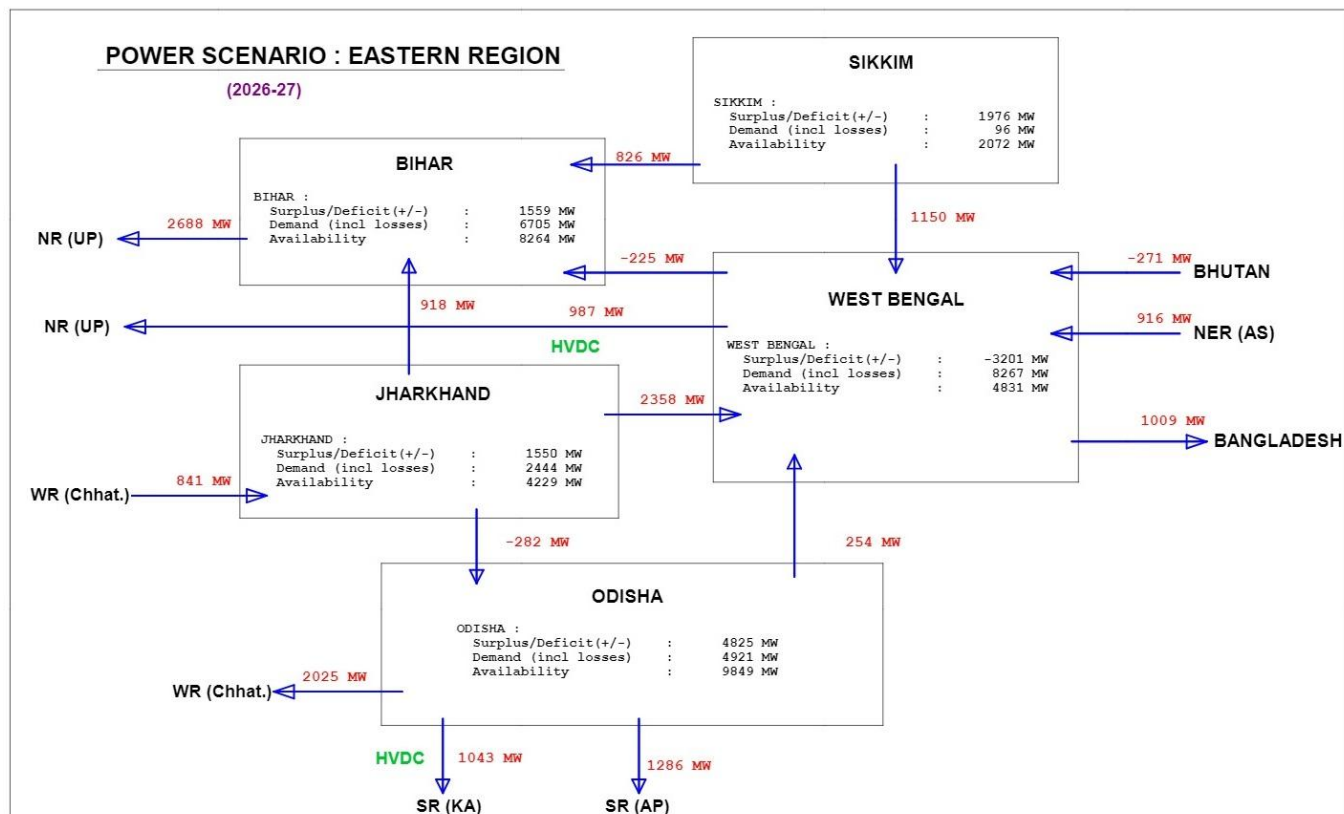 POWER SCENARIO : EASTERN REGION
(2026-27)
SIKKIM
SIKKIM :
Surplus/Deficit(+/-) : 1976 MW
Demand (incl losses) : 96 MW
Availability : 2072 MW
826 MW
1150 MW
BIHAR
BIHAR :
Surplus/Deficit(+/-) : 1559 MW
Demand (incl losses) : 6705 MW
Availability : 8264 MW
2688 MW
NR (UP)
-225 MW
918 MW
987 MW
NR (UP)
HVDC
WEST BENGAL
WEST BENGAL :
Surplus/Deficit(+/-) : -3201 MW
Demand (incl losses) : 8267 MW
Availability : 4831 MW
-271 MW
BHUTAN
916 MW
NER (AS)
1009 MW
BANGLADESH
JHARKHAND
JHARKHAND :
Surplus/Deficit(+/-) : 1550 MW
Demand (incl losses) : 2444 MW
Availability : 4229 MW
2358 MW
841 MW
WR (Chhat.)
-282 MW
254 MW
ODISHA
ODISHA :
Surplus/Deficit(+/-) : 4825 MW
Demand (incl losses) : 4921 MW
Availability : 9849 MW
2025 MW
WR (Chhat.)
HVDC
1043 MW
1286 MW
SR (KA)
SR (AP)